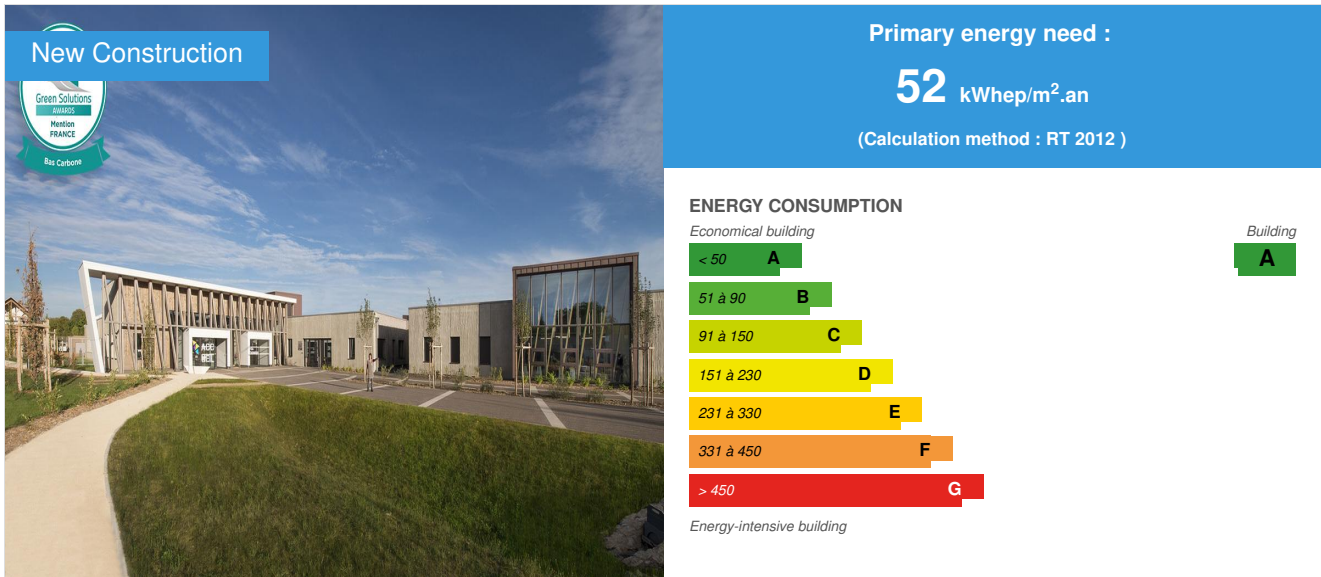 New Construction
Green Solutions
AWARDS
Mention
FRANCE
Bas Carbone
Primary energy need :
52 kWhep/m².an
(Calculation method : RT 2012 )
ENERGY CONSUMPTION
Economical building
Building
< 50 A
A
51 à 90 B
91 à 150 C
151 à 230 D
231 à 330 E
331 à 450 F
> 450 G
Energy-intensive building